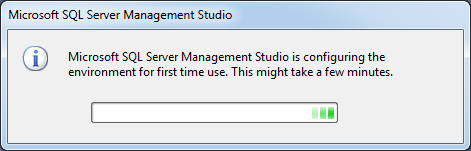 Microsoft SQL Server Management Studio
Microsoft SQL Server Management Studio is configuring the
environment for first time use. This might take a few minutes.